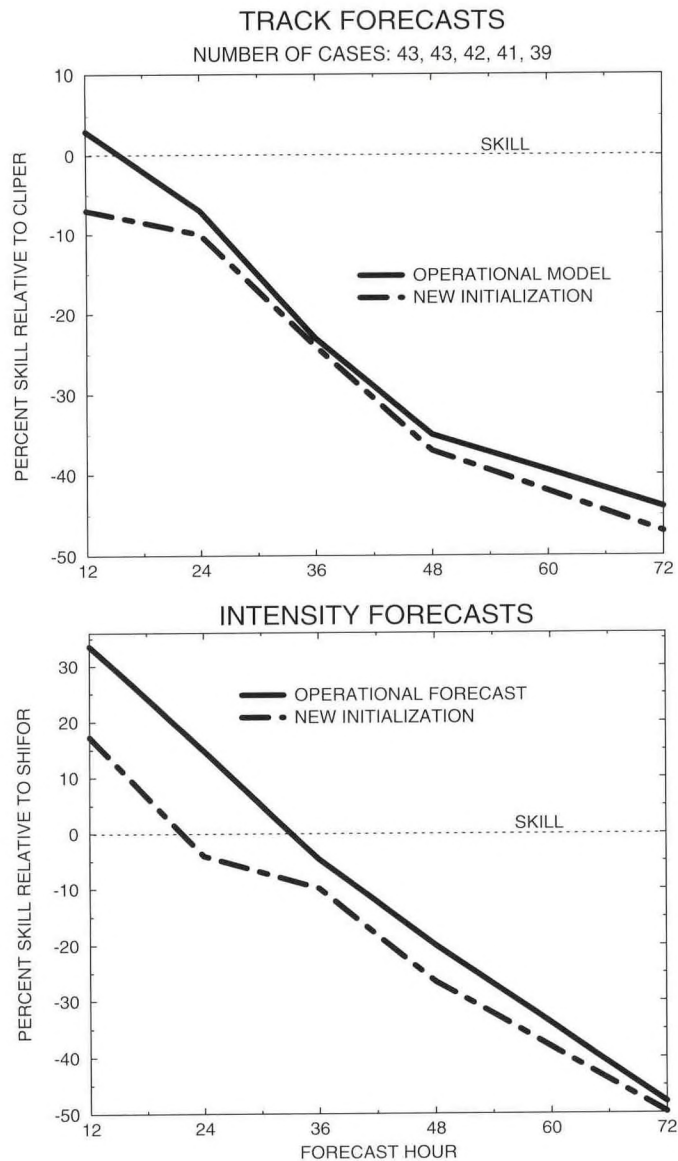 TRACK FORECASTS
NUMBER OF CASES: 43, 43, 42, 41, 39
10
0
-10
-20
-30
-40
-50
PERCENT SKILL RELATIVE TO CLIPER
SKILL
OPERATIONAL MODEL
NEW INITIALIZATION
12 24 36 48 60 72
INTENSITY FORECASTS
30
20
10
0
-10
-20
-30
-40
-50
PERCENT SKILL RELATIVE TO SHIFOR
OPERATIONAL FORECAST
NEW INITIALIZATION
SKILL
12 24 36 48 60 72
FORECAST HOUR